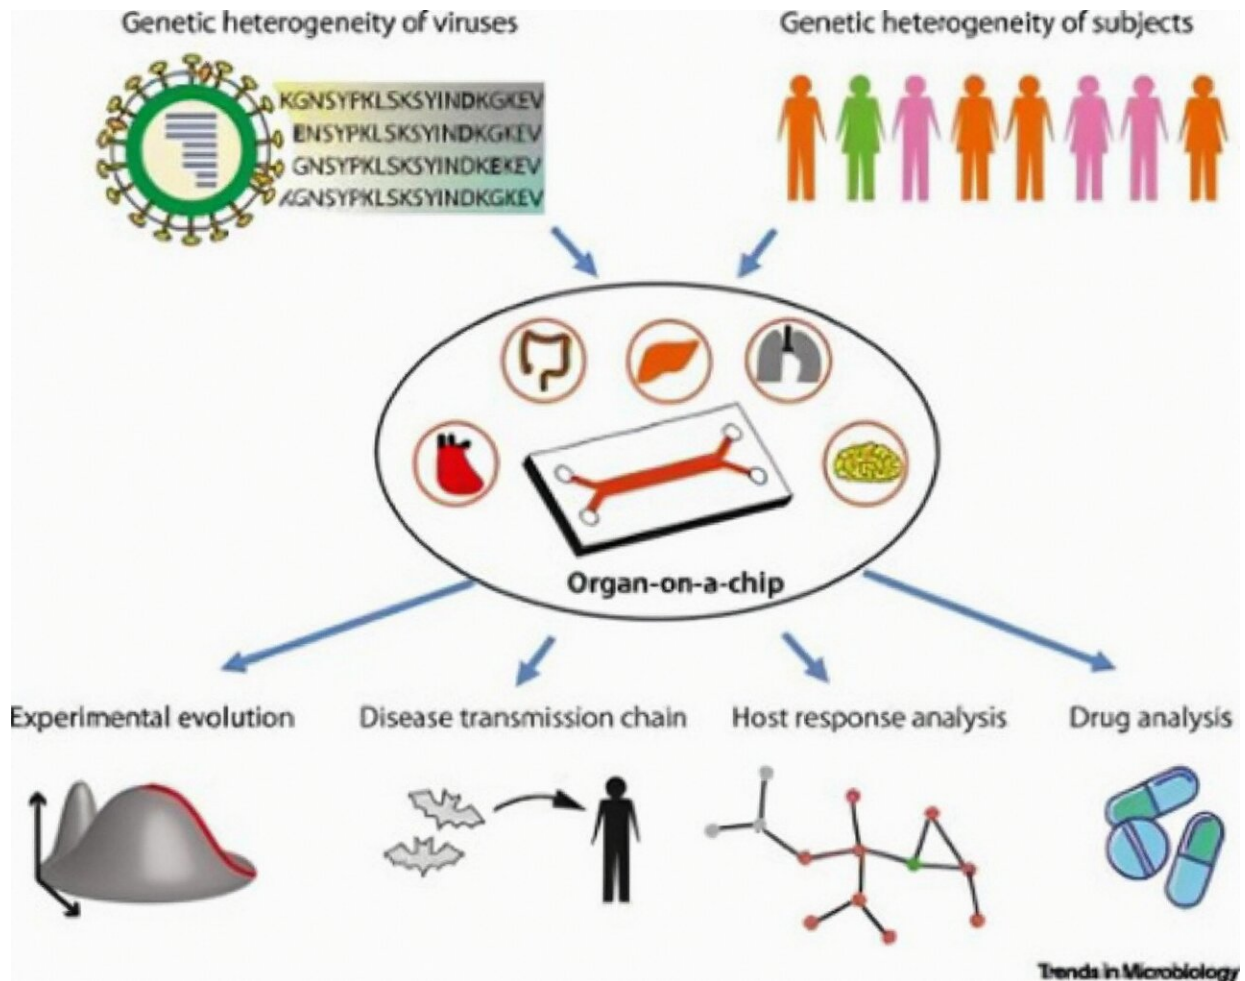 Genetic heterogeneity of viruses
Genetic heterogeneity of subjects
KGNSYPKLSKSYINDKGKEV
ENSYPKLSKSYINDKGKEV
GNSYPKLSKSYINDKEKEV
GNSYPKLSKSYINDKGKEV
Organ-on-a-chip
Experimental evolution
Disease transmission chain
Host response analysis
Drug analysis
Trends in Microbiology